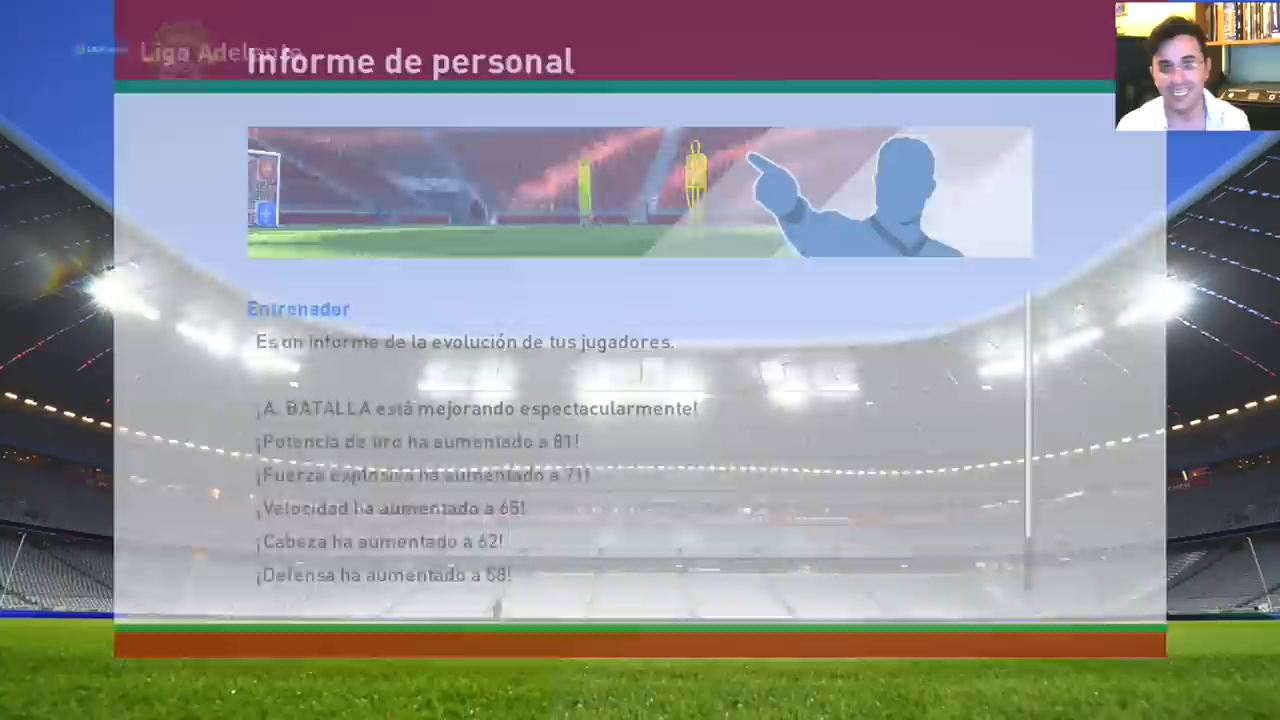 Liga Adelante
Informe de personal
Entrenador
Es un informe de la evolución de tus jugadores.
¡A. BATALLA está mejorando espectacularmente!
¡Potencia de tiro ha aumentado a 81!
¡Fuerza explosiva ha aumentado a 71!
¡Velocidad ha aumentado a 65!
¡Cabeza ha aumentado a 62!
¡Defensa ha aumentado a 58!